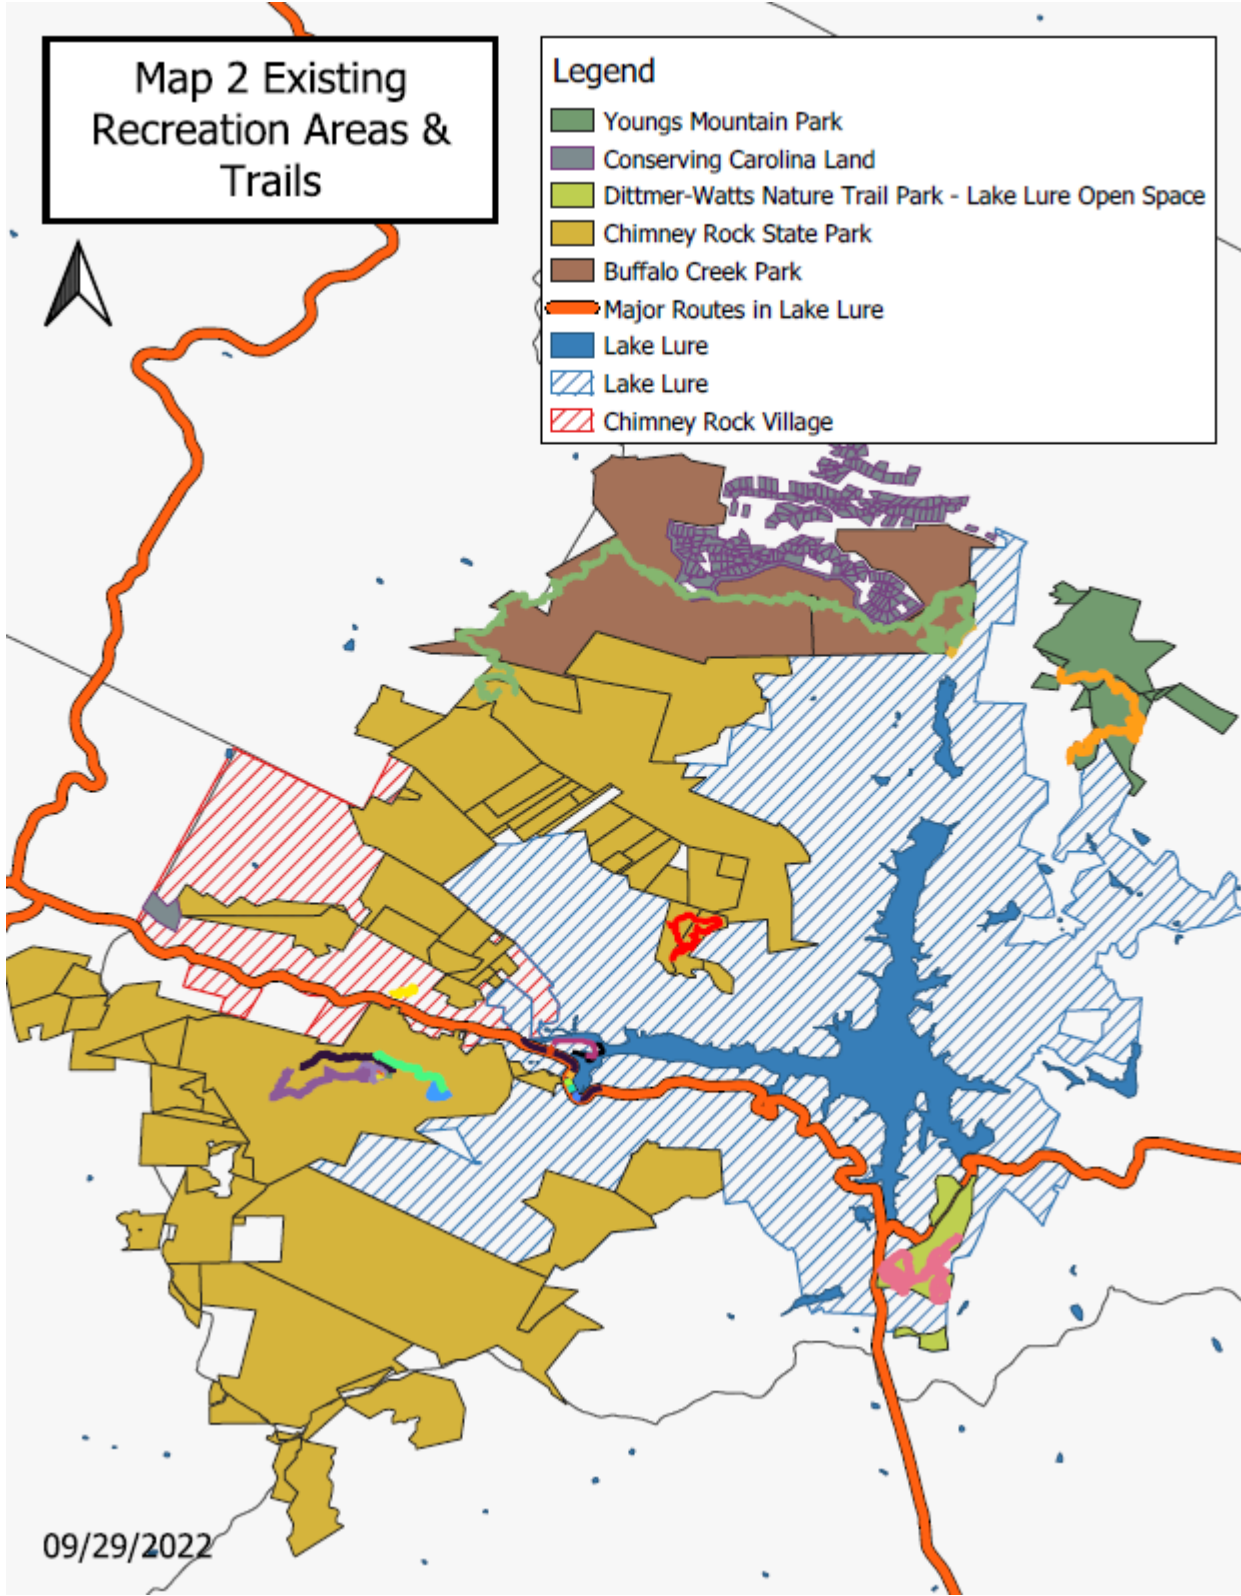 Map 2 Existing
Recreation Areas &
Trails
Legend
Youngs Mountain Park
Conserving Carolina Land
Dittmer-Watts Nature Trail Park - Lake Lure Open Space
Chimney Rock State Park
Buffalo Creek Park
Major Routes in Lake Lure
Lake Lure
Lake Lure
Chimney Rock Village
09/29/2022